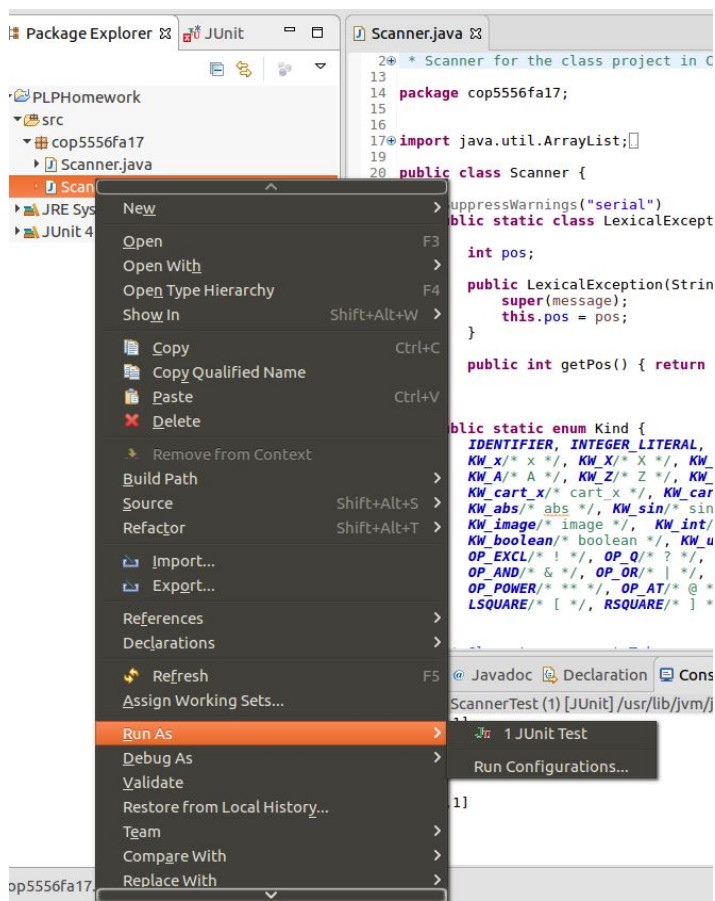 Package Explorer
JUnit
Scanner.java
PLPHomework
src
cop5556fa17
Scanner.java
Scan
JRE Sys
JUnit 4
2 * Scanner for the class project in C
13
14 package cop5556fa17;
15
16
17 import java.util.ArrayList;
19
20 public class Scanner {
uppressWarnings("serial")
blic static class LexicalExcept
int pos;
public LexicalException(Strin
super(message);
this.pos = pos;
}
public int getPos() { return
blic static enum Kind {
IDENTIFIER, INTEGER_LITERAL,
KW_x/* x */, KW_X/* X */, KW_
KW_A/* A */, KW_Z/* Z */, KW_
KW_cart_x/* cart_x */, KW_car
KW_abs/* abs */, KW_sin/* sin
KW_image/* image */, KW_int/
KW_boolean/* boolean */, KW_u
OP_EXCL/* ! */, OP_Q/* ? */,
OP_AND/* & */, OP_OR/* | */,
OP_POWER/* ** */, OP_AT/* @ *
LSQUARE/* [ */, RSQUARE/* ] *
New
Open F3
Open With
Open Type Hierarchy F4
Show In Shift+Alt+W
Copy Ctrl+C
Copy Qualified Name
Paste Ctrl+V
Delete
Remove from Context
Build Path
Source Shift+Alt+S
Refactor Shift+Alt+T
Import...
Export...
References
Declarations
Refresh F5
Assign Working Sets...
Run As
Debug As
Validate
Restore from Local History...
Team
Compare With
Replace With
1 JUnit Test
Run Configurations...
@ Javadoc Declaration Cons
ScannerTest (1) [JUnit] /usr/lib/jvm/j
,1]
op5556fa17.